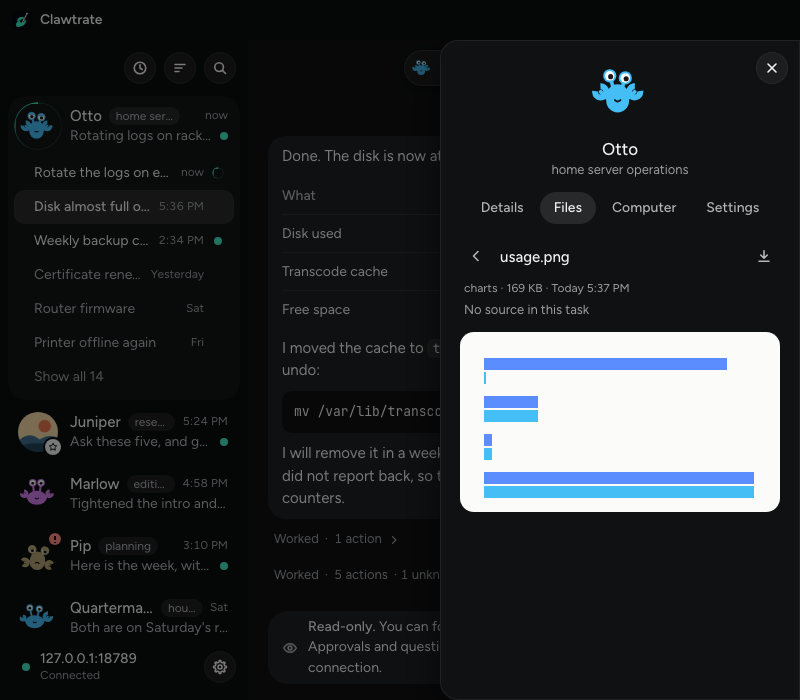 Clawtrate
Otto home ser... now
Rotating logs on rack...
Rotate the logs on e... now
Disk almost full o... 5:36 PM
Weekly backup c... 2:34 PM
Certificate rene... Yesterday
Router firmware Sat
Printer offline again Fri
Show all 14
Juniper rese... 5:24 PM
Ask these five, and g...
Marlow editi... 4:58 PM
Tightened the intro and...
Pip planning 3:10 PM
Here is the week, wit...
Quarterma... hou... Sat
Both are on Saturday's r...
127.0.0.1:18789
Connected
Done. The disk is now at
What
Disk used
Transcode cache
Free space
I moved the cache to
undo:
mv /var/lib/transco
I will remove it in a week
did not report back, so
counters.
Worked · 1 action
Worked · 5 actions · 1 unkn
Read-only. You can
Approvals and questi
connection.
Otto
home server operations
Details Files Computer Settings
usage.png
charts · 169 KB · Today 5:37 PM
No source in this task